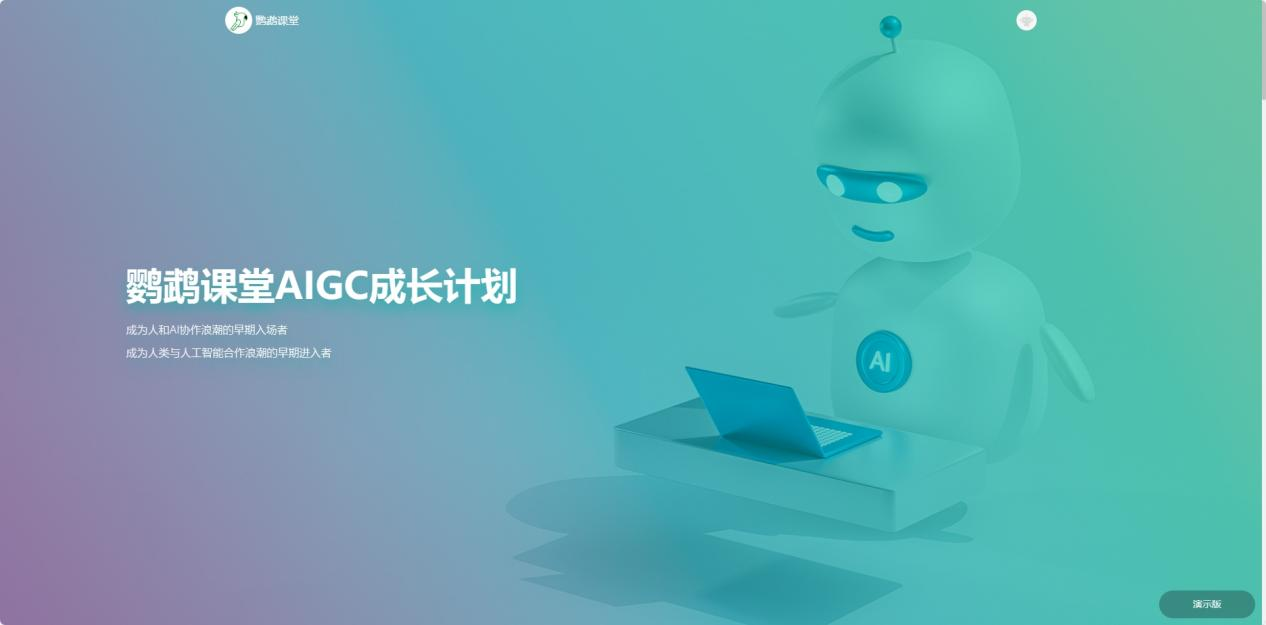 鹦鹉课堂
鹦鹉课堂AIGC成长计划
成为人和AI协作浪潮的早期入场者
成为人类与人工智能合作浪潮的早期进入者
AI
演示版